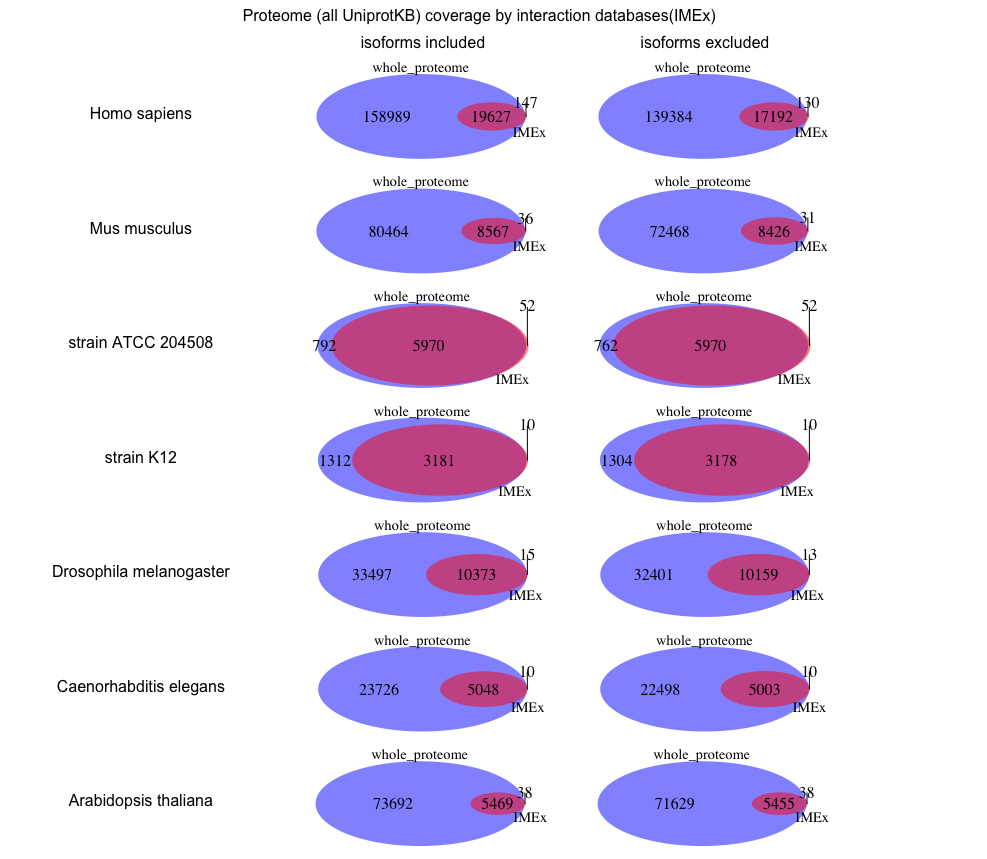 Proteome (all UniprotKB) coverage by interaction databases(IMEx)
isoforms included
isoforms excluded
Homo sapiens
whole_proteome
158989
19627
147
IMEx
whole_proteome
139384
17192
130
IMEx
Mus musculus
whole_proteome
80464
8567
36
IMEx
whole_proteome
72468
8426
31
IMEx
strain ATCC 204508
whole_proteome
792
5970
52
IMEx
whole_proteome
762
5970
52
IMEx
strain K12
whole_proteome
1312
3181
10
IMEx
whole_proteome
1304
3178
10
IMEx
Drosophila melanogaster
whole_proteome
33497
10373
15
IMEx
whole_proteome
32401
10159
13
IMEx
Caenorhabditis elegans
whole_proteome
23726
5048
10
IMEx
whole_proteome
22498
5003
10
IMEx
Arabidopsis thaliana
whole_proteome
73692
5469
38
IMEx
whole_proteome
71629
5455
38
IMEx